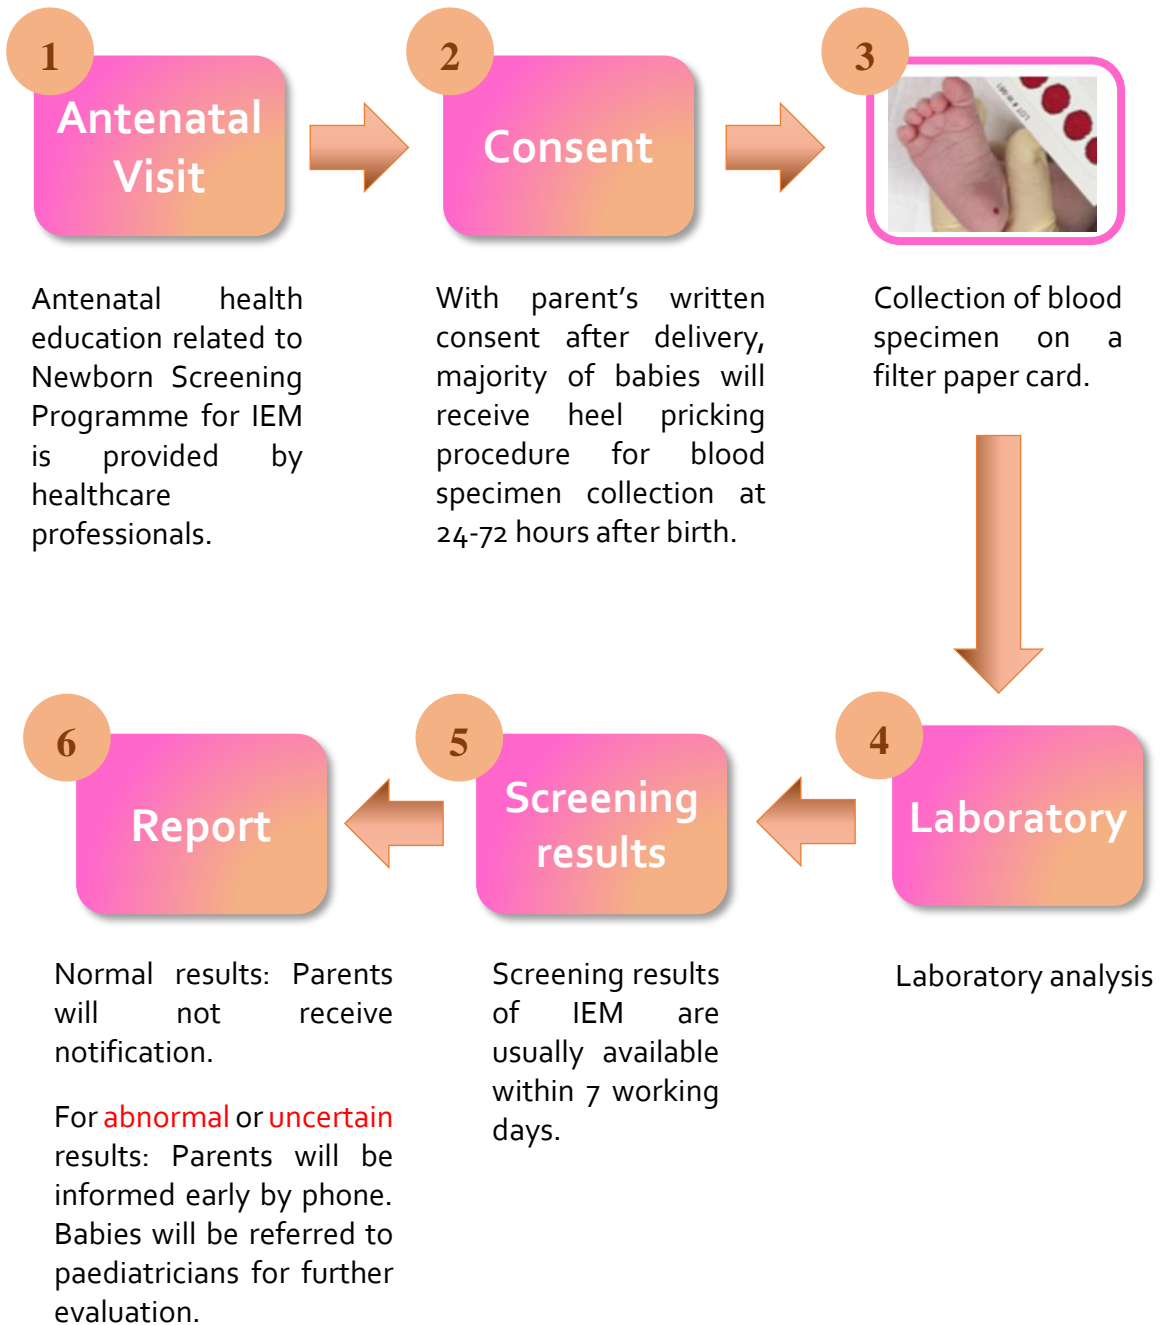 1
Antenatal
Visit
2
Consent
3
Antenatal health
education related to
Newborn Screening
Programme for IEM
is provided by
healthcare
professionals.
With parent’s written
consent after delivery,
majority of babies will
receive heel pricking
procedure for blood
specimen collection at
24-72 hours after birth.
Collection of blood
specimen on a
filter paper card.
6
Report
5
Screening
results
4
Laboratory
Normal results: Parents
will not receive
notification.
For abnormal or uncertain
results: Parents will be
informed early by phone.
Babies will be referred to
paediatricians for further
evaluation.
Screening results
of IEM are
usually available
within 7 working
days.
Laboratory analysis